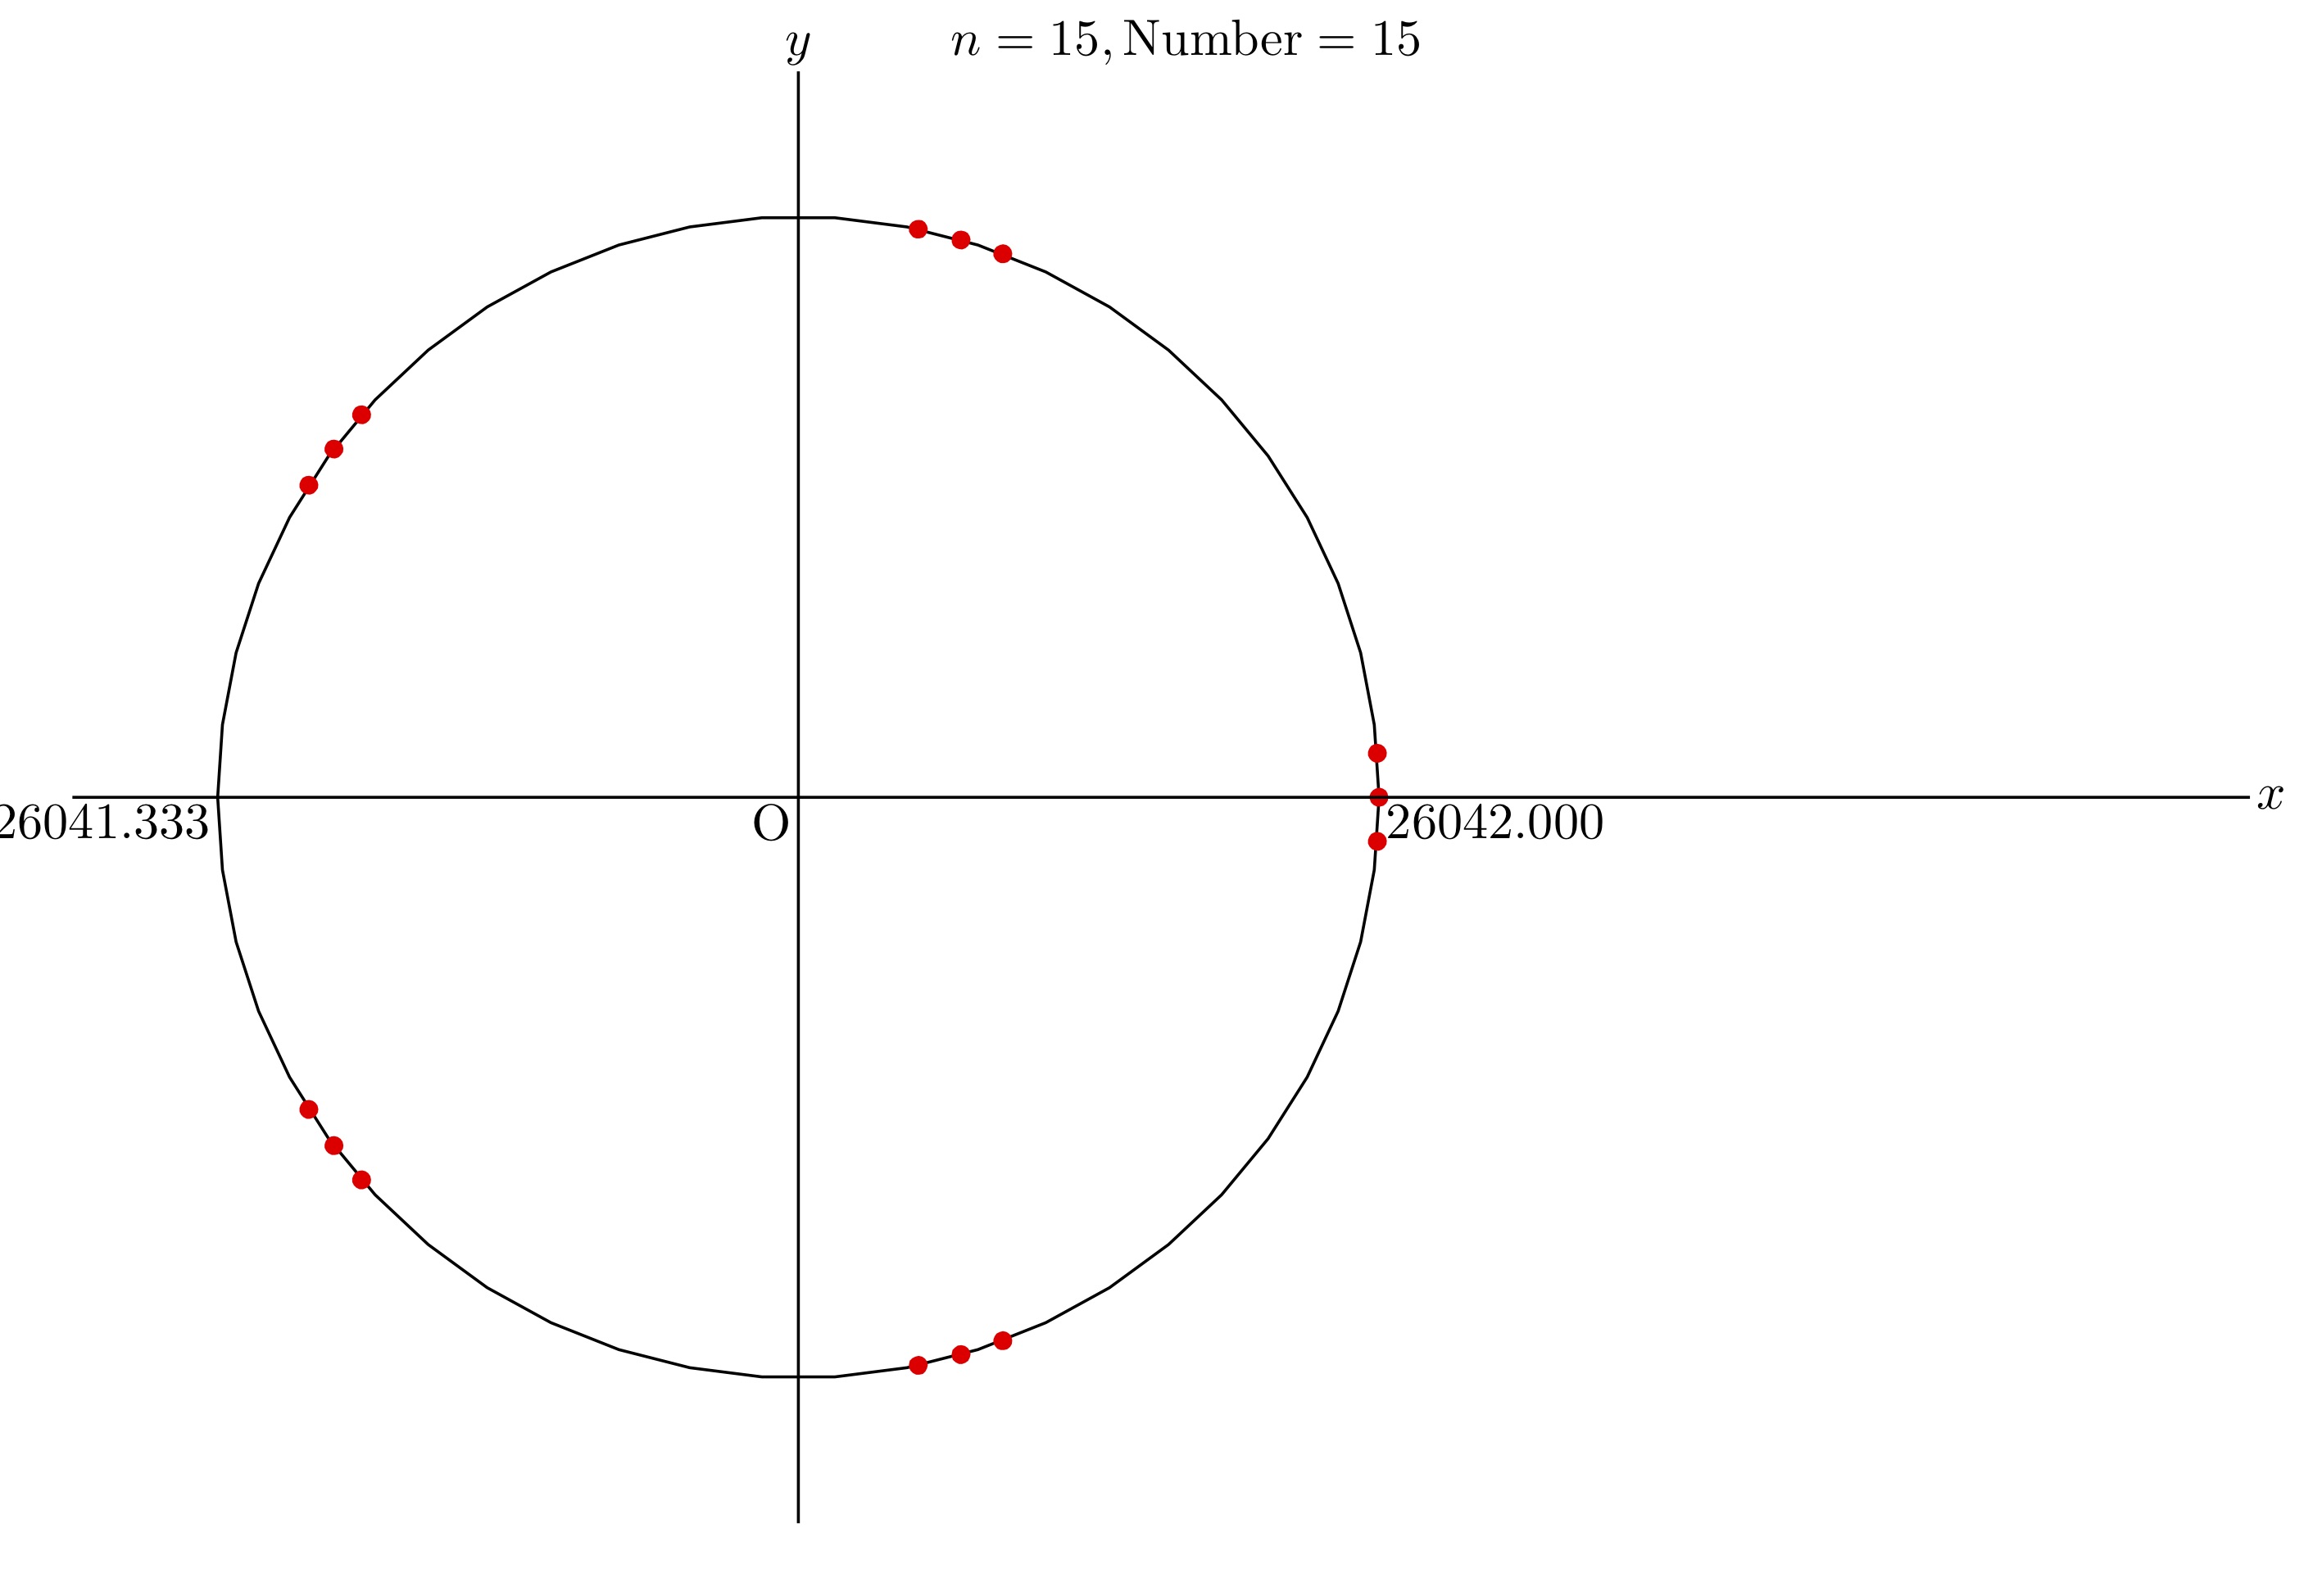 y
n = 15, Number = 15
26041.333
O
26042.000
x